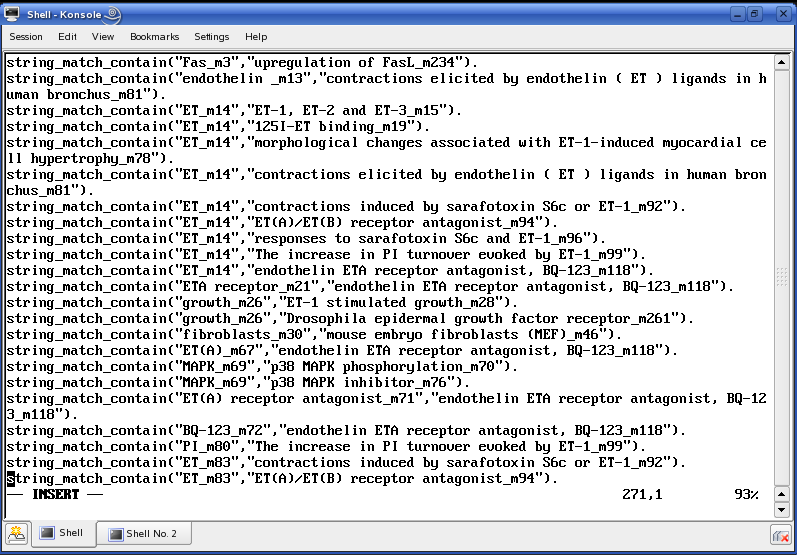 Shell - Konsole
Session Edit View Bookmarks Settings Help
string_match_contain("Fas_m3","upregulation of FasL_m234").
string_match_contain("endothelin _m13","contractions elicited by endothelin ( ET ) ligands in h
uman bronchus_m81").
string_match_contain("ET_m14","ET-1, ET-2 and ET-3_m15").
string_match_contain("ET_m14","125I-ET binding_m19").
string_match_contain("ET_m14","morphological changes associated with ET-1-induced myocardial ce
ll hypertrophy_m78").
string_match_contain("ET_m14","contractions elicited by endothelin ( ET ) ligands in human bron
chus_m81").
string_match_contain("ET_m14","contractions induced by sarafotoxin S6c or ET-1_m92").
string_match_contain("ET_m14","ET(A)/ET(B) receptor antagonist_m94").
string_match_contain("ET_m14","responses to sarafotoxin S6c and ET-1_m96").
string_match_contain("ET_m14","The increase in PI turnover evoked by ET-1_m99").
string_match_contain("ET_m14","endothelin ETA receptor antagonist, BQ-123_m118").
string_match_contain("ETA receptor_m21","endothelin ETA receptor antagonist, BQ-123_m118").
string_match_contain("growth_m26","ET-1 stimulated growth_m28").
string_match_contain("growth_m26","Drosophila epidermal growth factor receptor_m261").
string_match_contain("fibroblasts_m30","mouse embryo fibroblasts (MEF)_m46").
string_match_contain("ET(A)_m67","endothelin ETA receptor antagonist, BQ-123_m118").
string_match_contain("MAPK_m69","p38 MAPK phosphorylation_m70").
string_match_contain("MAPK_m69","p38 MAPK inhibitor_m76").
string_match_contain("ET(A) receptor antagonist_m71","endothelin ETA receptor antagonist, BQ-12
3_m118").
string_match_contain("BQ-123_m72","endothelin ETA receptor antagonist, BQ-123_m118").
string_match_contain("PI_m80","The increase in PI turnover evoked by ET-1_m99").
string_match_contain("ET_m83","contractions induced by sarafotoxin S6c or ET-1_m92").
string_match_contain("ET_m83","ET(A)/ET(B) receptor antagonist_m94").
-- INSERT -- 271,1 93%
Shell Shell No. 2